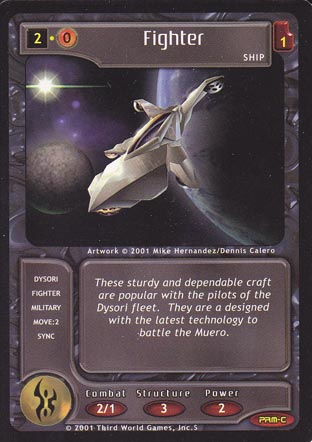 2 • 0
Fighter
1
SHIP
Artwork © 2001 Mike Hernandez/Dennis Calero
DYSORI
FIGHTER
MILITARY
MOVE:2
SYNC
These sturdy and dependable craft
are popular with the pilots of the
Dysori fleet. They are a designed
with the latest technology to
battle the Muero.
Combat Structure Power
2/1 3 2
PRM-C
© 2001 Third World Games, Inc.S